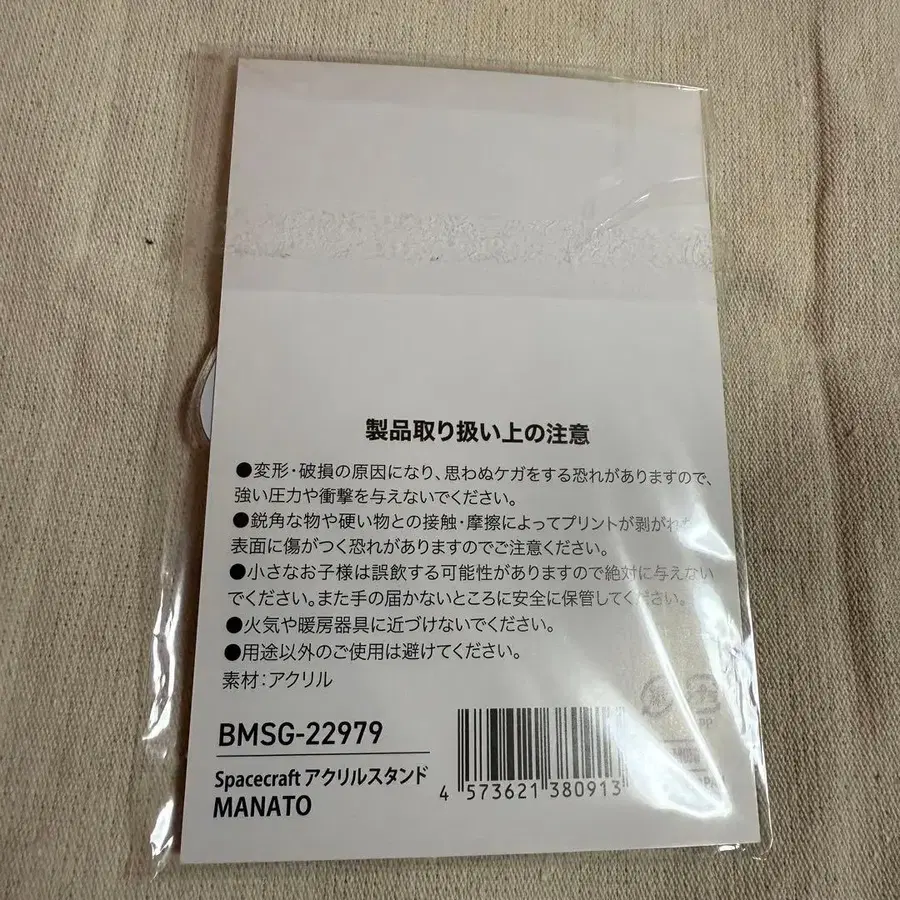 製品取り扱い上の注意
●変形・破損の原因になり、思わぬケガをする恐れがありますので、
強い圧力や衝撃を与えないでください。
●鋭角な物や硬い物との接触・摩擦によってプリントが剥がれ
表面に傷がつく恐れがありますのでご注意ください。
●小さなお子様は誤飲する可能性がありますので絶対に与えない
でください。また手の届かないところに安全に保管してください。
●火気や暖房器具に近づけないでください。
●用途以外のご使用は避けてください。
素材：アクリル
BMSG-22979
Spacecraft アクリルスタンド
MANATO
4 573621 380913